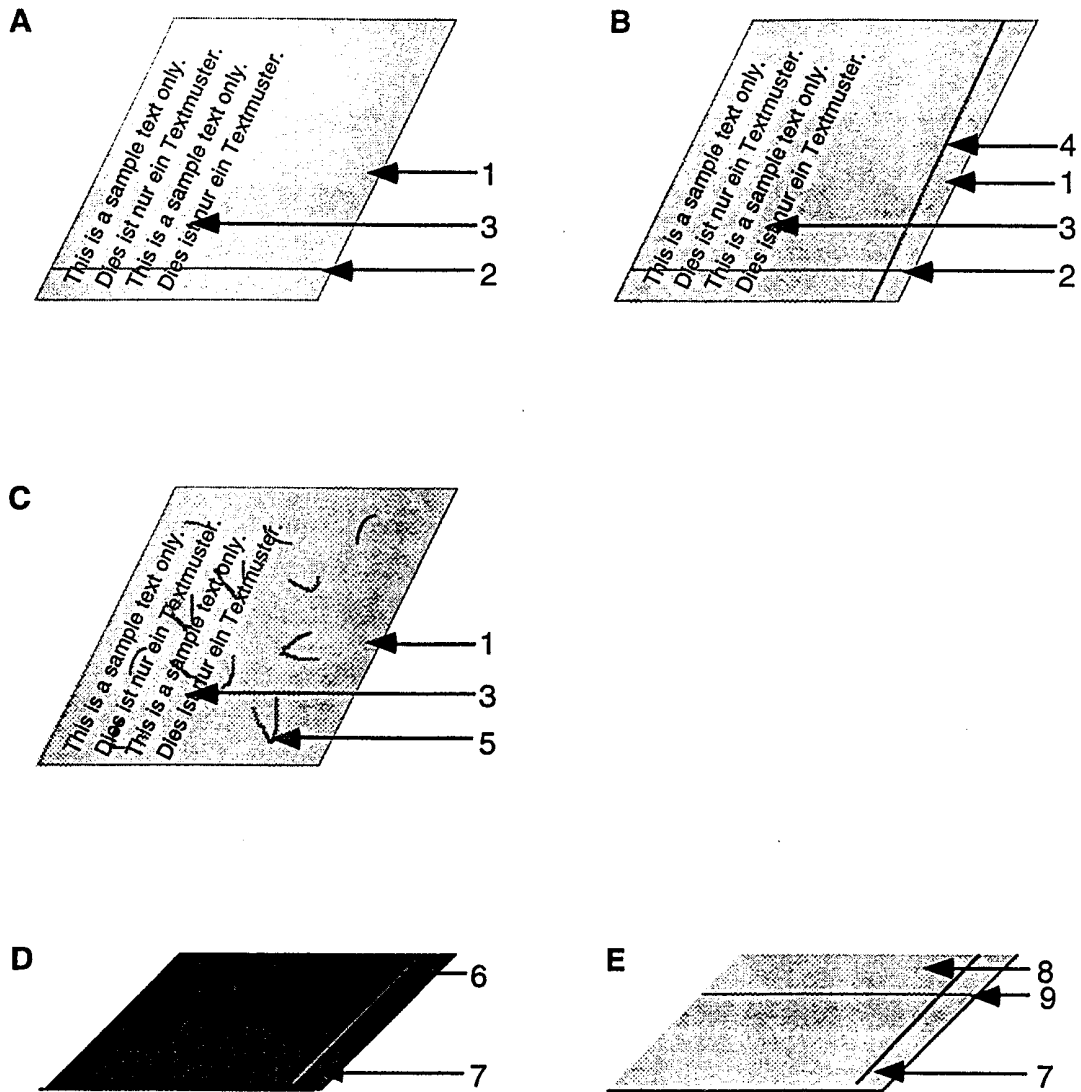 A
This is a sample text only.
Dies ist nur ein Textmuster.
This is a sample text only.
Dies ist nur ein Textmuster.
1
3
2
B
This is a sample text only.
Dies ist nur ein Textmuster.
This is a sample text only.
Dies ist nur ein Textmuster.
4
1
3
2
C
This is a sample text only.
Dies ist nur ein Textmuster.
This is a sample text only.
Dies ist nur ein Textmuster.
1
3
5
D
6
7
E
8
9
7